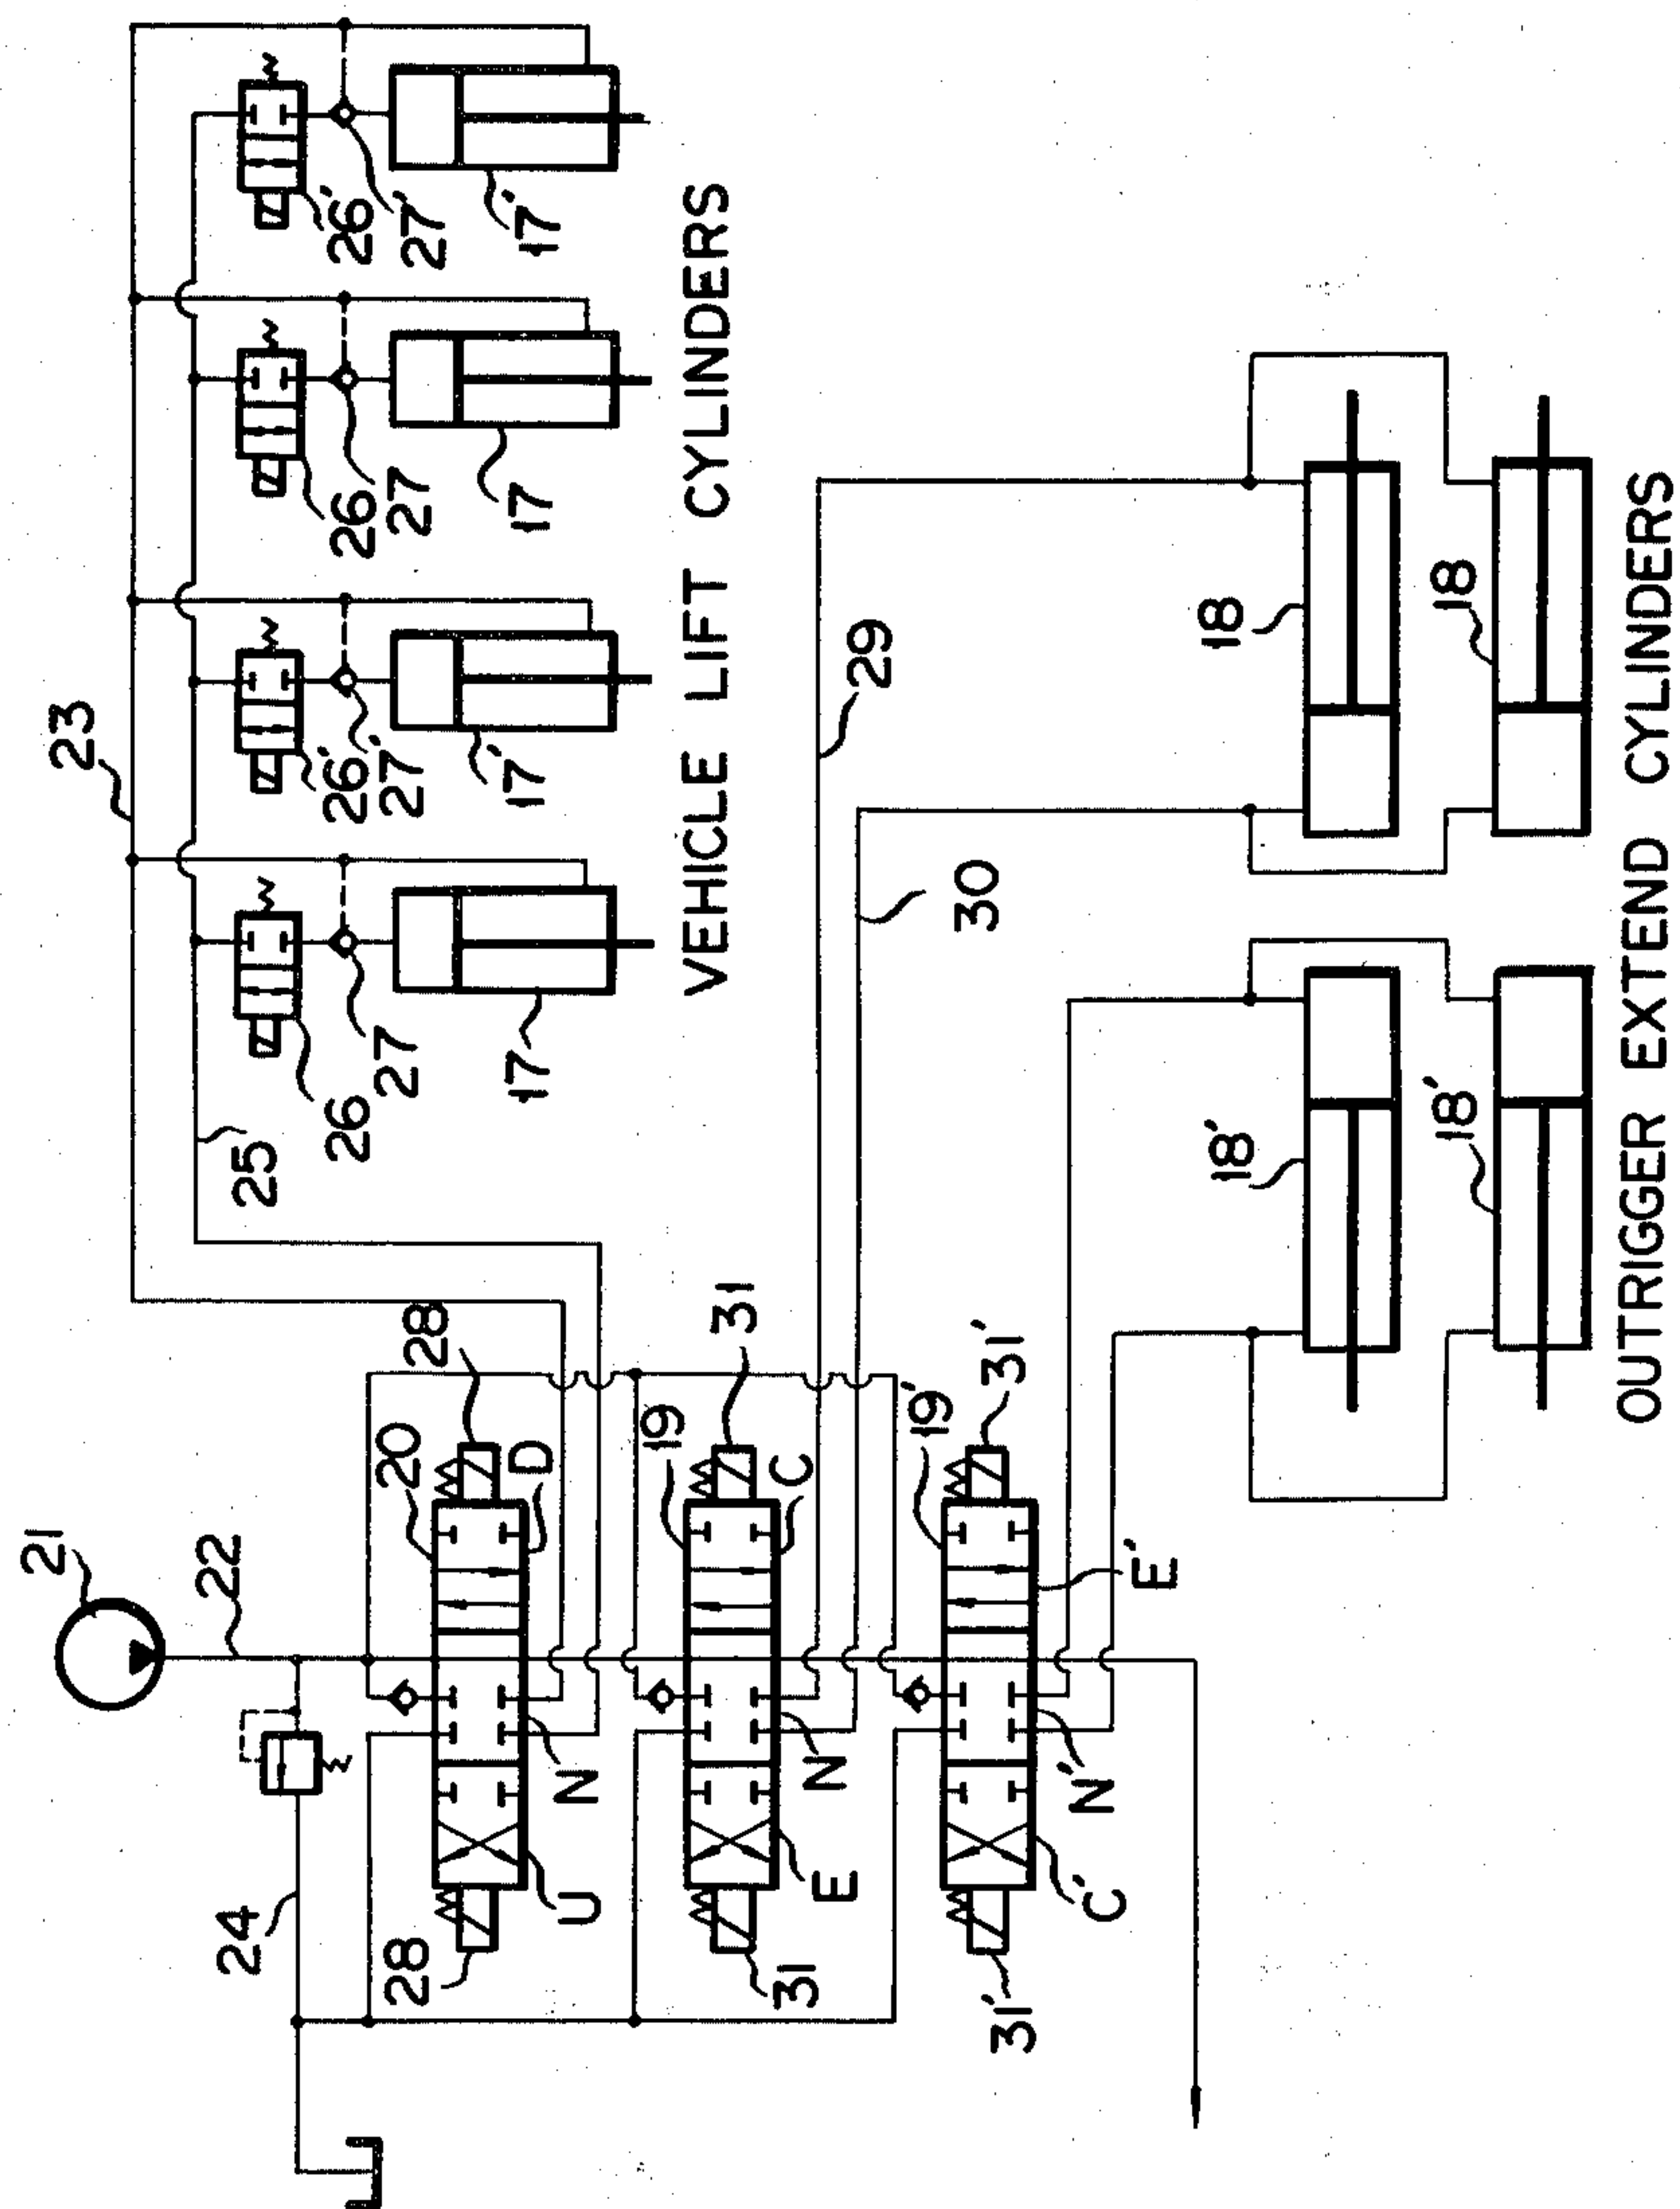 21
22
24
23
25
20
28
28
D
N
U
19
31
31
C
N
E
19'
31'
31'
E'
N'
C'
26
27
17
26'
27'
17'
26
27
17
26'
27'
17'
VEHICLE LIFT CYLINDERS
29
30
18
18
18'
18'
OUTRIGGER EXTEND CYLINDERS